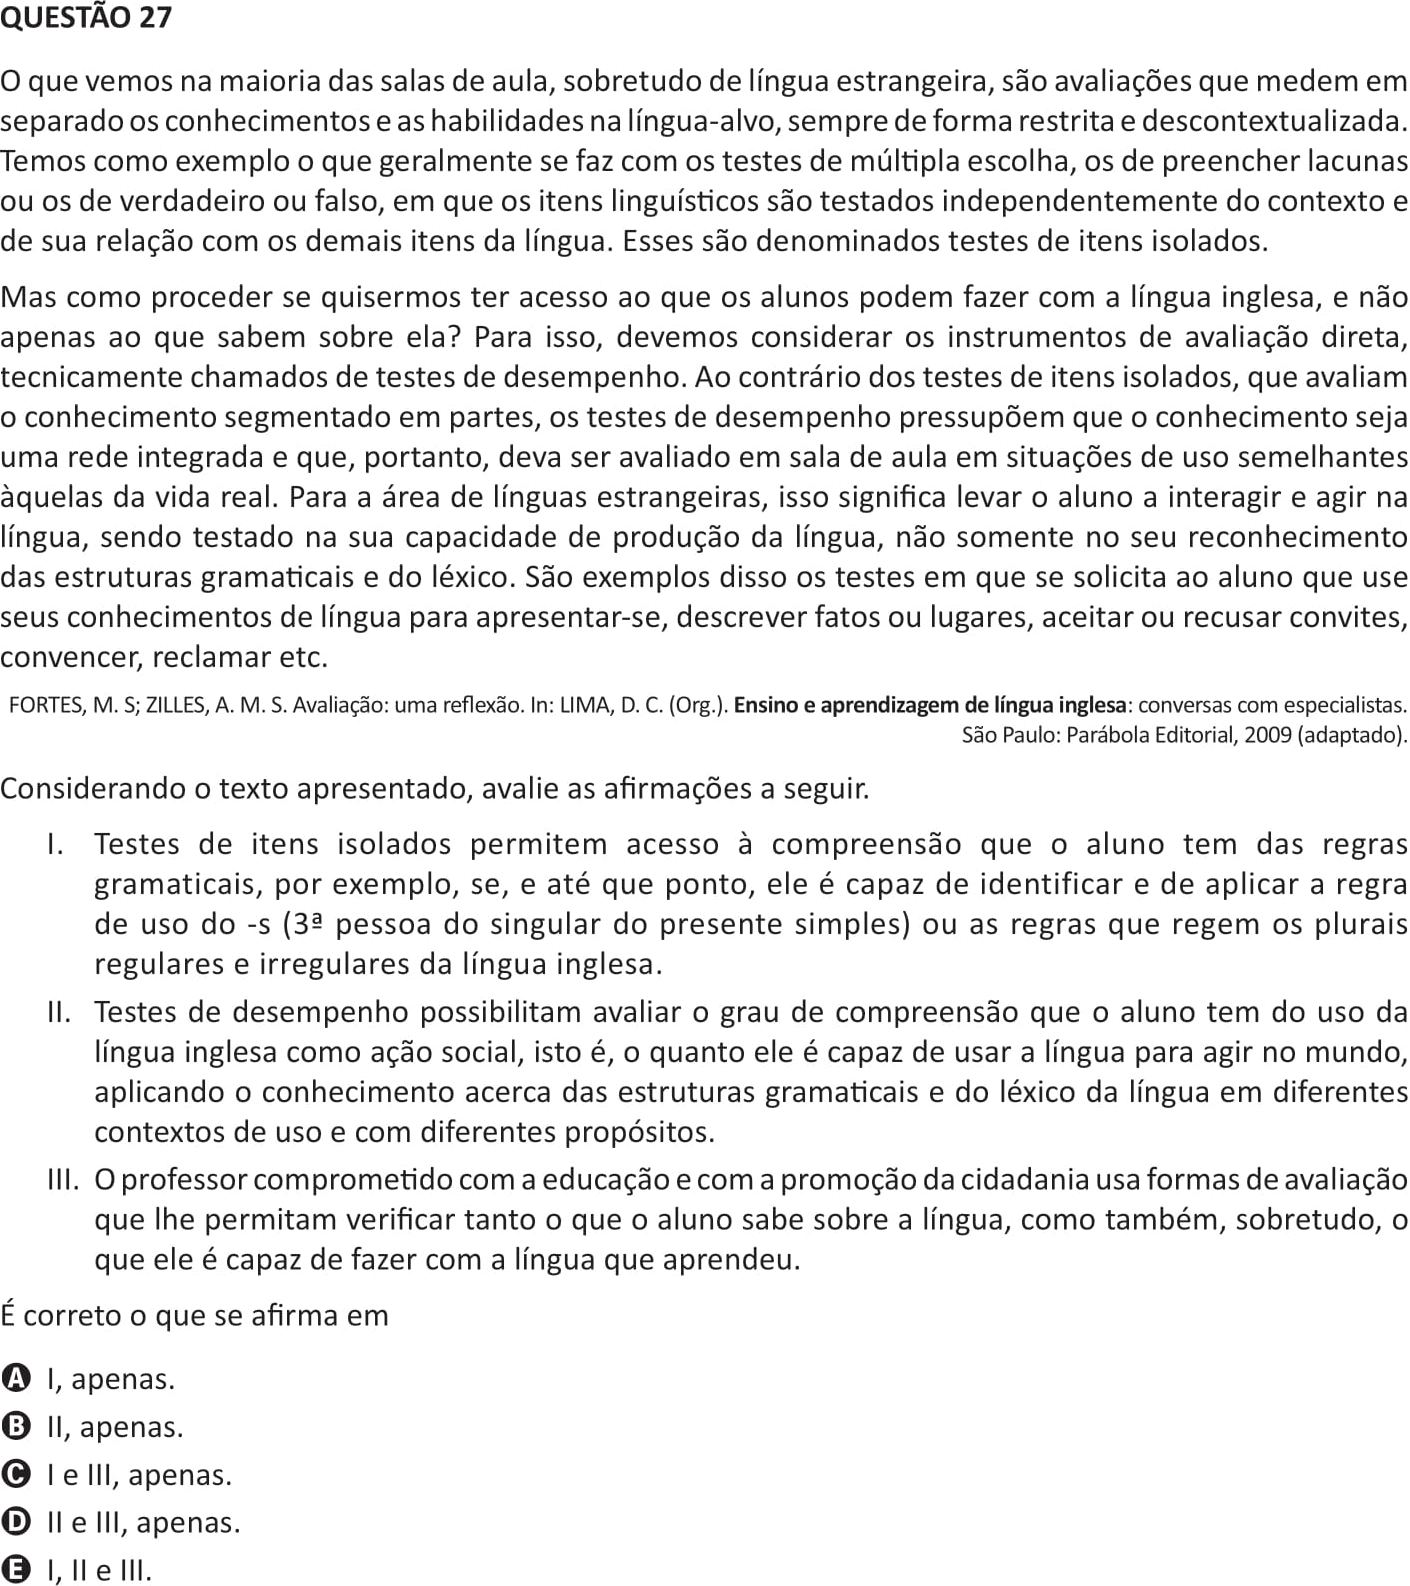 QUESTÃO 27
O que vemos na maioria das salas de aula, sobretudo de língua estrangeira, são avaliações que medem em
separado os conhecimentos e as habilidades na língua-alvo, sempre de forma restrita e descontextualizada.
Temos como exemplo o que geralmente se faz com os testes de múltipla escolha, os de preencher lacunas
ou os de verdadeiro ou falso, em que os itens linguísticos são testados independentemente do contexto e
de sua relação com os demais itens da língua. Esses são denominados testes de itens isolados.
Mas como proceder se quisermos ter acesso ao que os alunos podem fazer com a língua inglesa, e não
apenas ao que sabem sobre ela? Para isso, devemos considerar os instrumentos de avaliação direta,
tecnicamente chamados de testes de desempenho. Ao contrário dos testes de itens isolados, que avaliam
o conhecimento segmentado em partes, os testes de desempenho pressupõem que o conhecimento seja
uma rede integrada e que, portanto, deva ser avaliado em sala de aula em situações de uso semelhantes
àquelas da vida real. Para a área de línguas estrangeiras, isso significa levar o aluno a interagir e agir na
língua, sendo testado na sua capacidade de produção da língua, não somente no seu reconhecimento
das estruturas gramaticais e do léxico. São exemplos disso os testes em que se solicita ao aluno que use
seus conhecimentos de língua para apresentar-se, descrever fatos ou lugares, aceitar ou recusar convites,
convencer, reclamar etc.
FORTES, M. S; ZILLES, A. M. S. Avaliação: uma reflexão. In: LIMA, D. C. (Org.). Ensino e aprendizagem de língua inglesa: conversas com especialistas.
São Paulo: Parábola Editorial, 2009 (adaptado).
Considerando o texto apresentado, avalie as afirmações a seguir.
I. Testes de itens isolados permitem acesso à compreensão que o aluno tem das regras
gramaticais, por exemplo, se, e até que ponto, ele é capaz de identificar e de aplicar a regra
de uso do -s (3ª pessoa do singular do presente simples) ou as regras que regem os plurais
regulares e irregulares da língua inglesa.
II. Testes de desempenho possibilitam avaliar o grau de compreensão que o aluno tem do uso da
língua inglesa como ação social, isto é, o quanto ele é capaz de usar a língua para agir no mundo,
aplicando o conhecimento acerca das estruturas gramaticais e do léxico da língua em diferentes
contextos de uso e com diferentes propósitos.
III. O professor comprometido com a educação e com a promoção da cidadania usa formas de avaliação
que lhe permitam verificar tanto o que o aluno sabe sobre a língua, como também, sobretudo, o
que ele é capaz de fazer com a língua que aprendeu.
É correto o que se afirma em
A I, apenas.
B II, apenas.
C I e III, apenas.
D II e III, apenas.
E I, II e III.